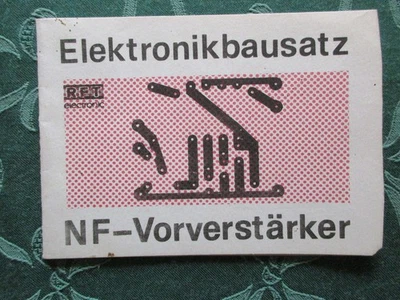 Elektronikbausatz
RFT
electronic
NF-Vorverstärker